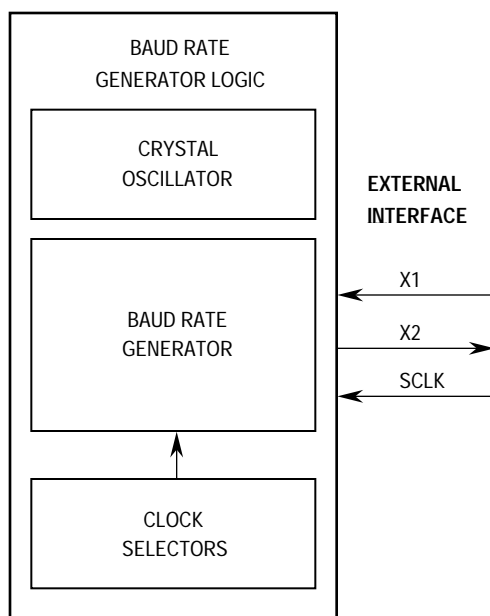 BAUD RATE
GENERATOR LOGIC
CRYSTAL
OSCILLATOR
EXTERNAL
INTERFACE
X1
BAUD RATE
GENERATOR
X2
SCLK
CLOCK
SELECTORS